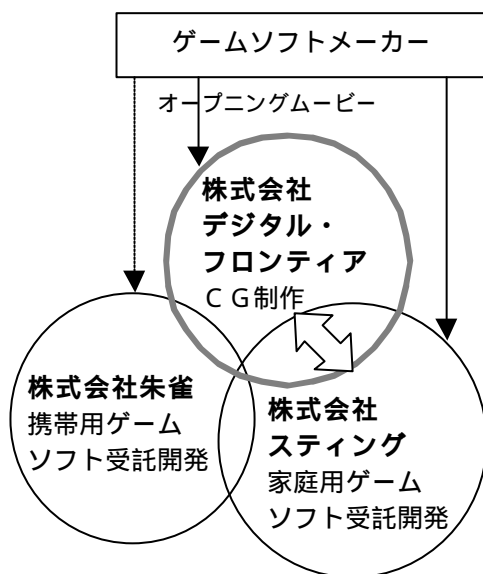 ゲームソフトメーカー
オープニングムービー
株式会社
デジタル・
フロンティア
ＣＧ制作
株式会社朱雀
携帯用ゲーム
ソフト受託開発
株式会社
スティング
家庭用ゲーム
ソフト受託開発